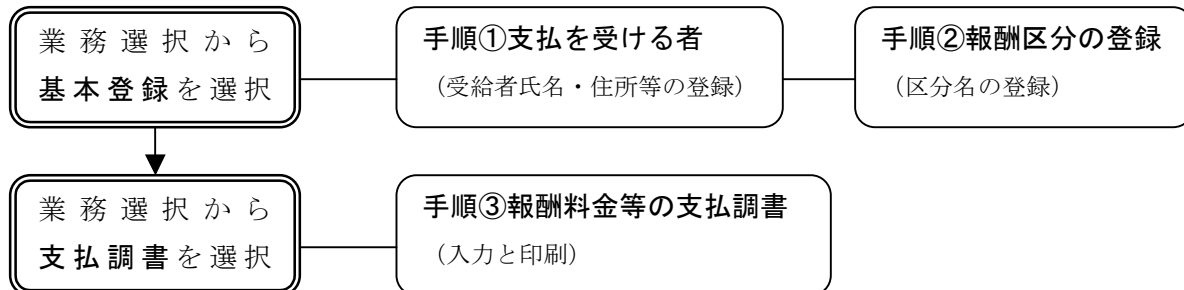 業務選択から
基本登録を選択
手順①支払を受ける者
（受給者氏名・住所等の登録）
手順②報酬区分の登録
（区分名の登録）
業務選択から
支払調書を選択
手順③報酬料金等の支払調書
（入力と印刷）